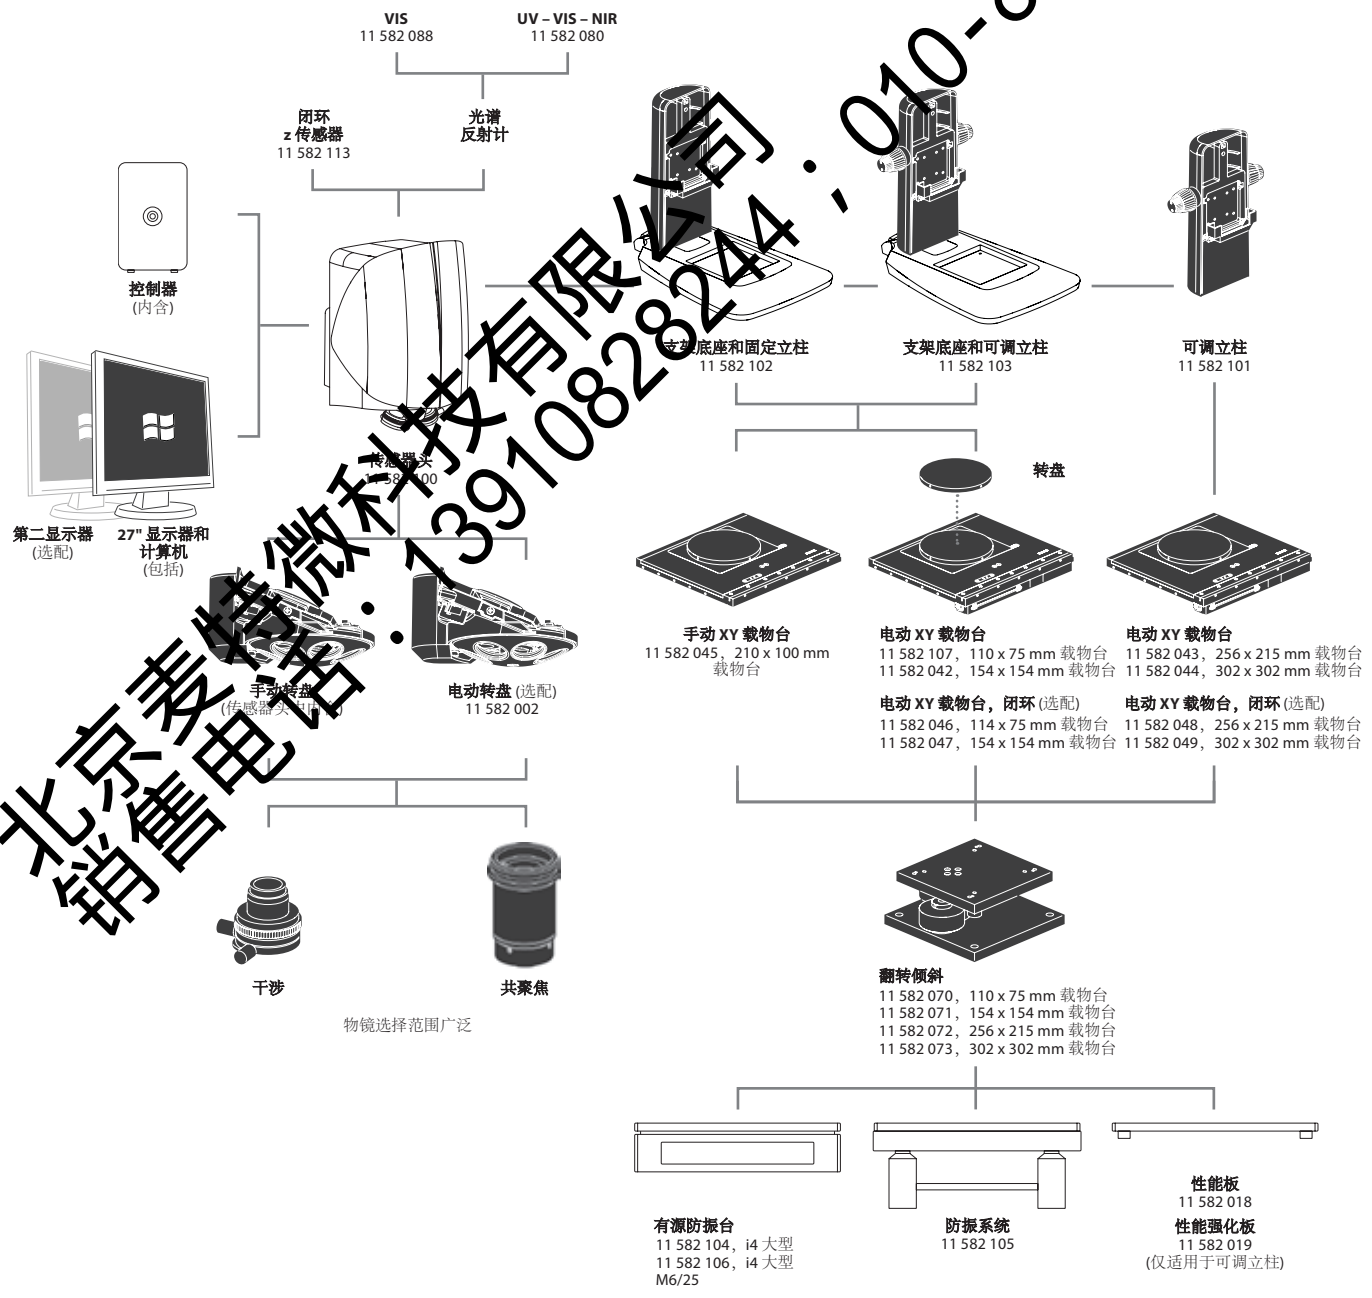 VIS
11 582 088
UV – VIS – NIR
11 582 080
闭环
z 传感器
11 582 113
光谱
反射计
控制器
(内含)
第二显示器
(选配)
27" 显示器和
计算机
(包括)
传感器头
11 582 100
支架底座和固定立柱
11 582 102
支架底座和可调立柱
11 582 103
可调立柱
11 582 101
转盘
手动转盘
电动转盘 (选配)
11 582 002
干涉
共聚焦
物镜选择范围广泛
手动 XY 载物台
11 582 045，210 x 100 mm
载物台
电动 XY 载物台
11 582 107，110 x 75 mm 载物台
11 582 042，154 x 154 mm 载物台
电动 XY 载物台，闭环 (选配)
11 582 046，114 x 75 mm 载物台
11 582 047，154 x 154 mm 载物台
电动 XY 载物台
11 582 043，256 x 215 mm 载物台
11 582 044，302 x 302 mm 载物台
电动 XY 载物台，闭环 (选配)
11 582 048，256 x 215 mm 载物台
11 582 049，302 x 302 mm 载物台
翻转倾斜
11 582 070，110 x 75 mm 载物台
11 582 071，154 x 154 mm 载物台
11 582 072，256 x 215 mm 载物台
11 582 073，302 x 302 mm 载物台
有源防振台
11 582 104，i4 大型
11 582 106，i4 大型
M6/25
防振系统
11 582 105
性能板
11 582 018
性能强化板
11 582 019
(仅适用于可调立柱)
北京麦特微科技有限公司
销售电话：13910828244；010-